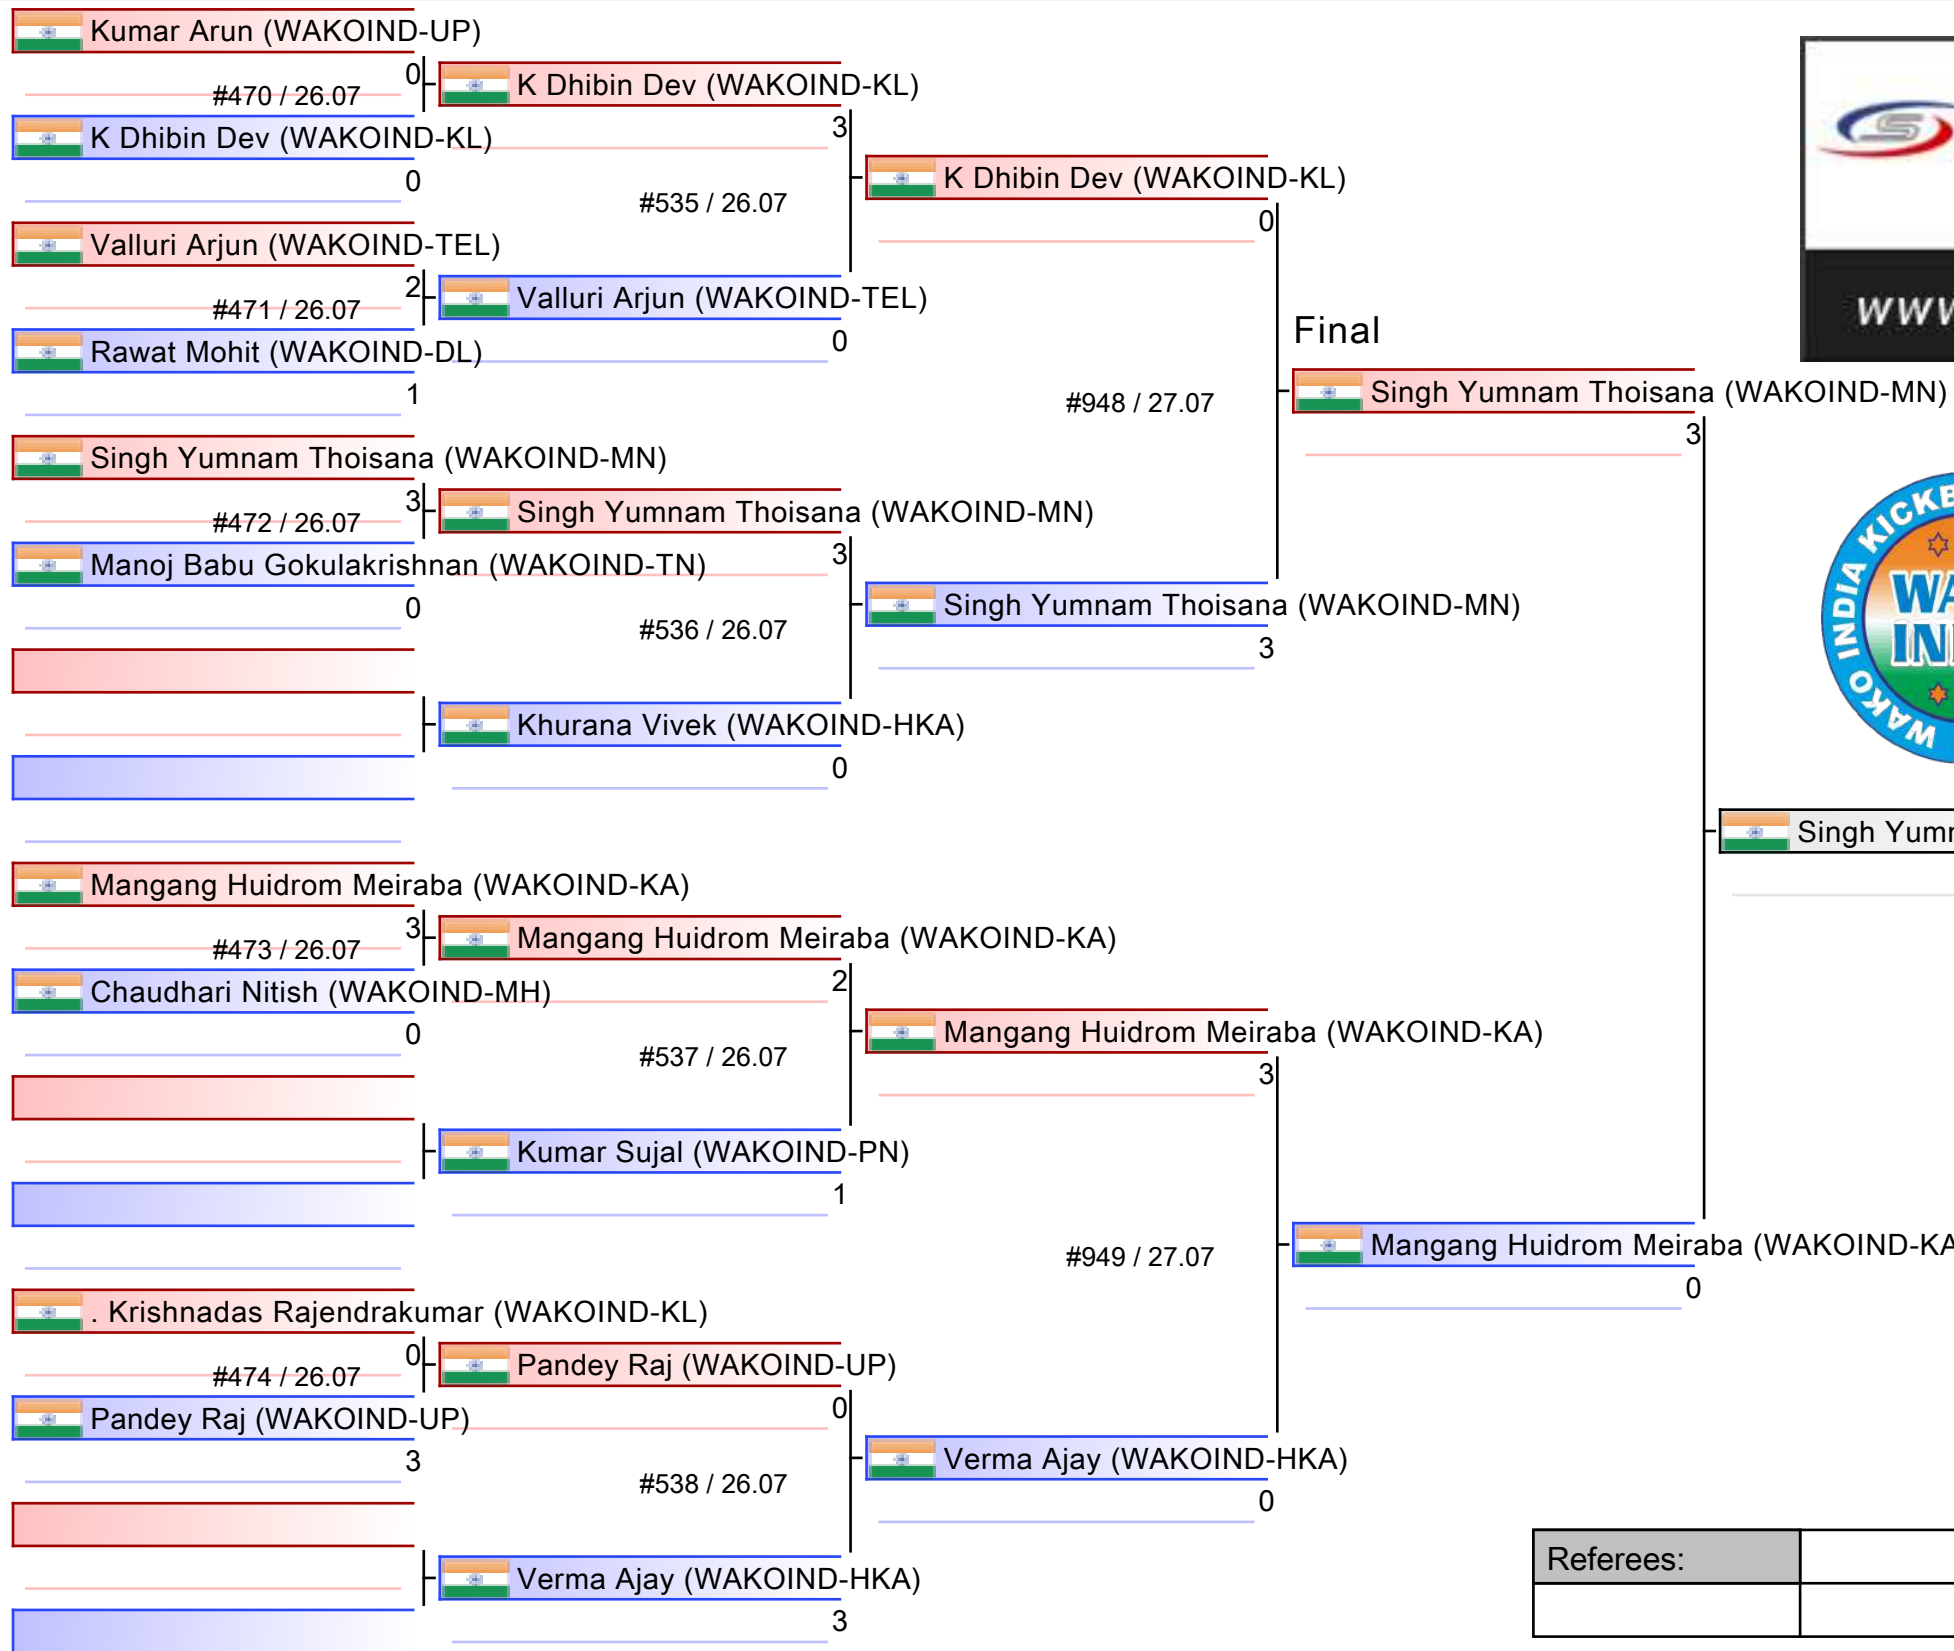 Kumar Arun (WAKOIND-UP)
0
#470 / 26.07
K Dhibin Dev (WAKOIND-KL)
0
Valluri Arjun (WAKOIND-TEL)
2
#471 / 26.07
Rawat Mohit (WAKOIND-DL)
1
Singh Yumnam Thoisana (WAKOIND-MN)
3
#472 / 26.07
Manoj Babu Gokulakrishnan (WAKOIND-TN)
0
Mangang Huidrom Meiraba (WAKOIND-KA)
3
#473 / 26.07
Chaudhari Nitish (WAKOIND-MH)
0
. Krishnadas Rajendrakumar (WAKOIND-KL)
0
#474 / 26.07
Pandey Raj (WAKOIND-UP)
3
K Dhibin Dev (WAKOIND-KL)
3
#535 / 26.07
Valluri Arjun (WAKOIND-TEL)
0
Singh Yumnam Thoisana (WAKOIND-MN)
3
#536 / 26.07
Khurana Vivek (WAKOIND-HKA)
0
Mangang Huidrom Meiraba (WAKOIND-KA)
2
#537 / 26.07
Kumar Sujal (WAKOIND-PN)
1
Pandey Raj (WAKOIND-UP)
0
#538 / 26.07
Verma Ajay (WAKOIND-HKA)
3
K Dhibin Dev (WAKOIND-KL)
0
#948 / 27.07
Singh Yumnam Thoisana (WAKOIND-MN)
3
Mangang Huidrom Meiraba (WAKOIND-KA)
3
#949 / 27.07
Verma Ajay (WAKOIND-HKA)
0
Final
Singh Yumnam Thoisana (WAKOIND-MN)
3
Mangang Huidrom Meiraba (WAKOIND-KA
0
Singh
WAKO INDIA
Referees: